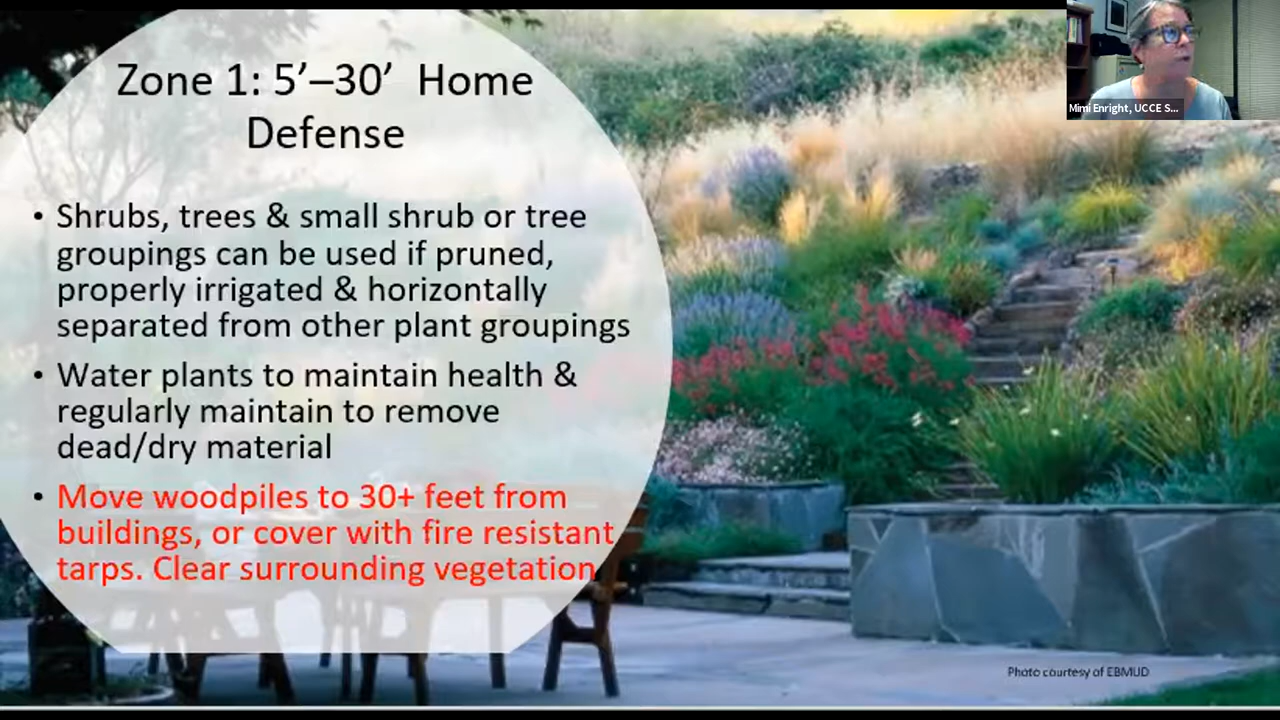 Zone 1: 5’–30’ Home
Defense
• Shrubs, trees & small shrub or tree
groupings can be used if pruned,
properly irrigated & horizontally
separated from other plant groupings
• Water plants to maintain health &
regularly maintain to remove
dead/dry material
• Move woodpiles to 30+ feet from
buildings, or cover with fire resistant
tarps. Clear surrounding vegetation
Mimi Enright, UCCE S...
Photo courtesy of EBMUD